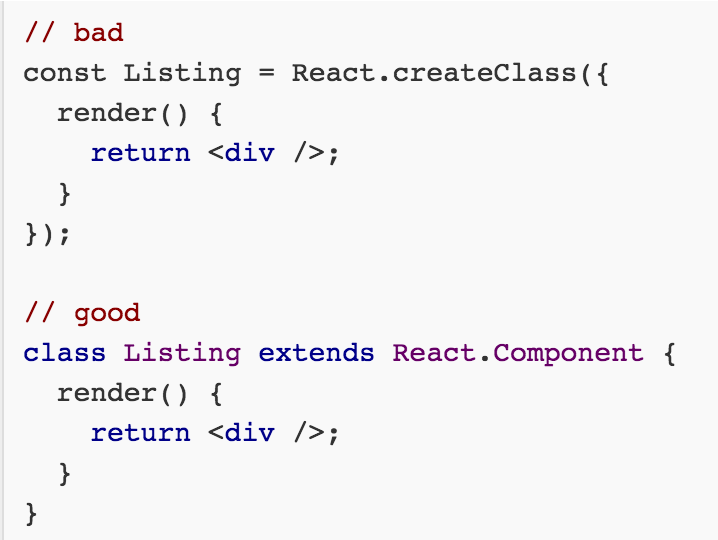 // bad
const Listing = React.createClass({
  render() {
    return <div />;
  }
});

// good
class Listing extends React.Component {
  render() {
    return <div />;
  }
}